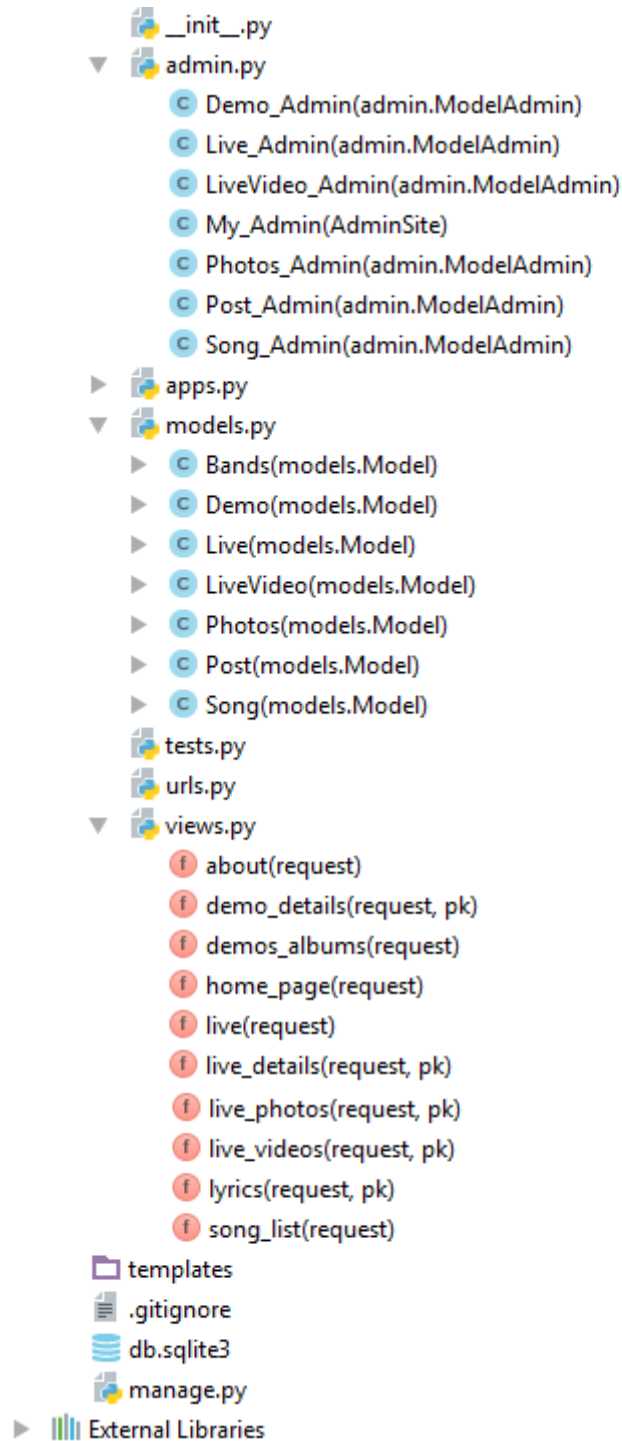 __init__.py
admin.py
C Demo_Admin(admin.ModelAdmin)
C Live_Admin(admin.ModelAdmin)
C LiveVideo_Admin(admin.ModelAdmin)
C My_Admin(AdminSite)
C Photos_Admin(admin.ModelAdmin)
C Post_Admin(admin.ModelAdmin)
C Song_Admin(admin.ModelAdmin)
apps.py
models.py
C Bands(models.Model)
C Demo(models.Model)
C Live(models.Model)
C LiveVideo(models.Model)
C Photos(models.Model)
C Post(models.Model)
C Song(models.Model)
tests.py
urls.py
views.py
f about(request)
f demo_details(request, pk)
f demos_albums(request)
f home_page(request)
f live(request)
f live_details(request, pk)
f live_photos(request, pk)
f live_videos(request, pk)
f lyrics(request, pk)
f song_list(request)
templates
.gitignore
db.sqlite3
manage.py
External Libraries